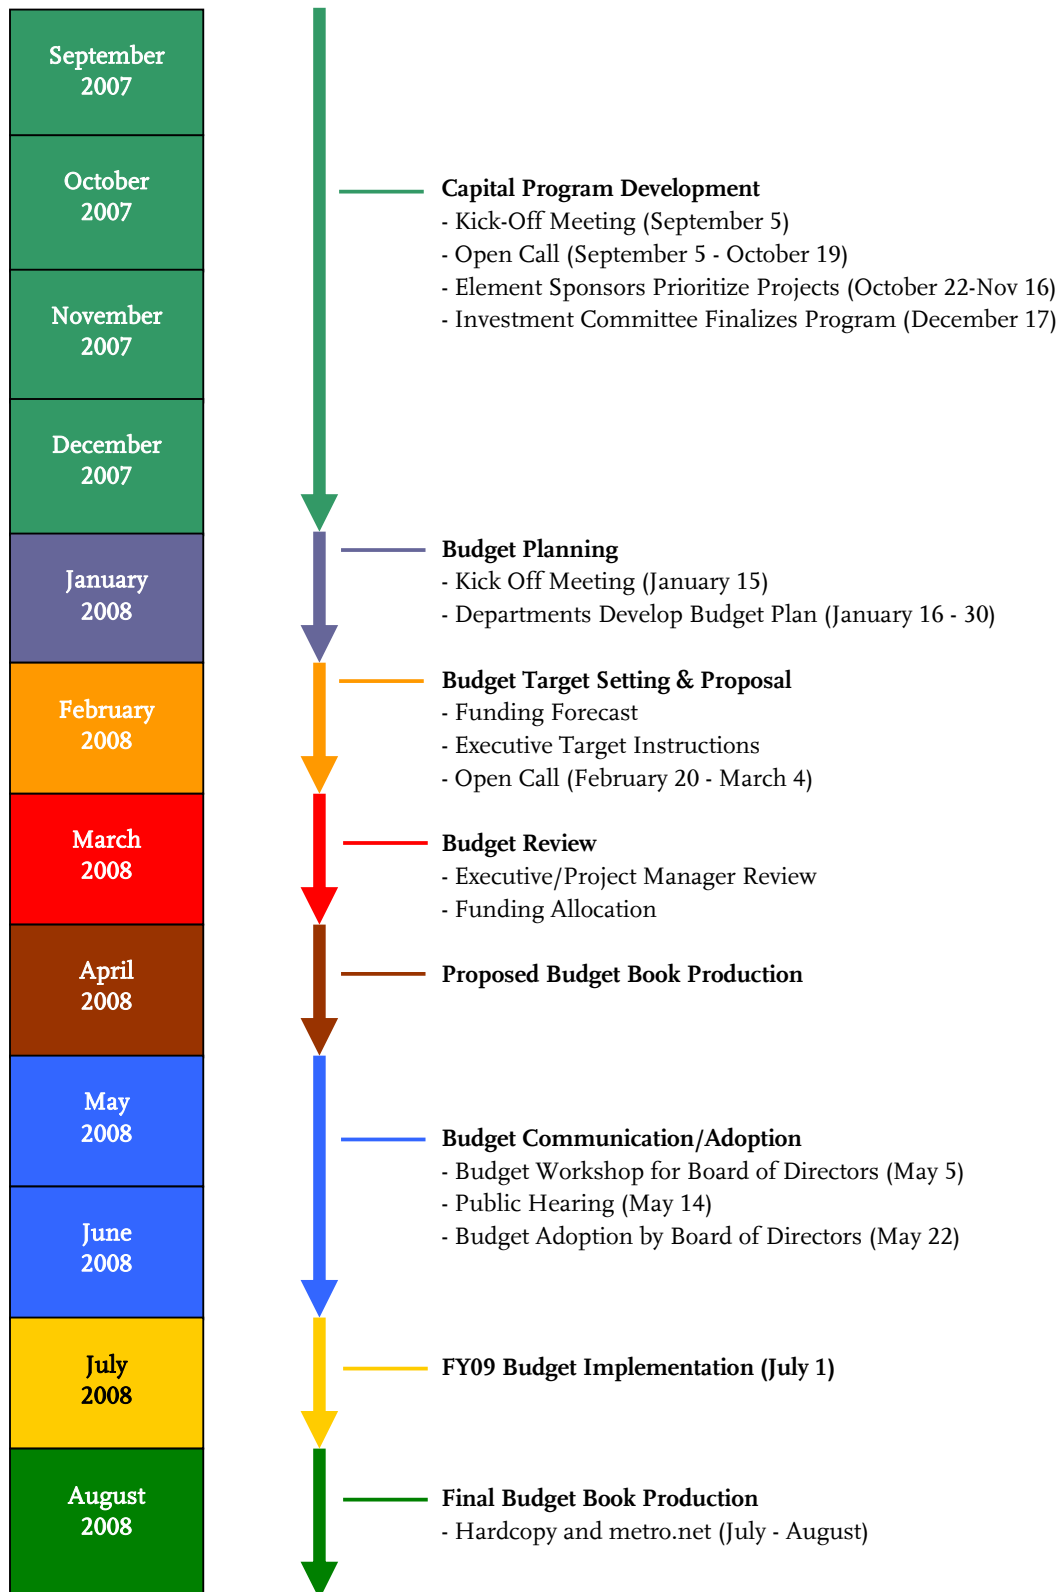 September
2007
October
2007
Capital Program Development
- Kick-Off Meeting (September 5)
- Open Call (September 5 - October 19)
- Element Sponsors Prioritize Projects (October 22-Nov 16)
- Investment Committee Finalizes Program (December 17)
November
2007
December
2007
January
2008
Budget Planning
- Kick Off Meeting (January 15)
- Departments Develop Budget Plan (January 16 - 30)
February
2008
Budget Target Setting & Proposal
- Funding Forecast
- Executive Target Instructions
- Open Call (February 20 - March 4)
March
2008
Budget Review
- Executive/Project Manager Review
- Funding Allocation
April
2008
Proposed Budget Book Production
May
2008
Budget Communication/Adoption
- Budget Workshop for Board of Directors (May 5)
- Public Hearing (May 14)
- Budget Adoption by Board of Directors (May 22)
June
2008
July
2008
FY09 Budget Implementation (July 1)
August
2008
Final Budget Book Production
- Hardcopy and metro.net (July - August)